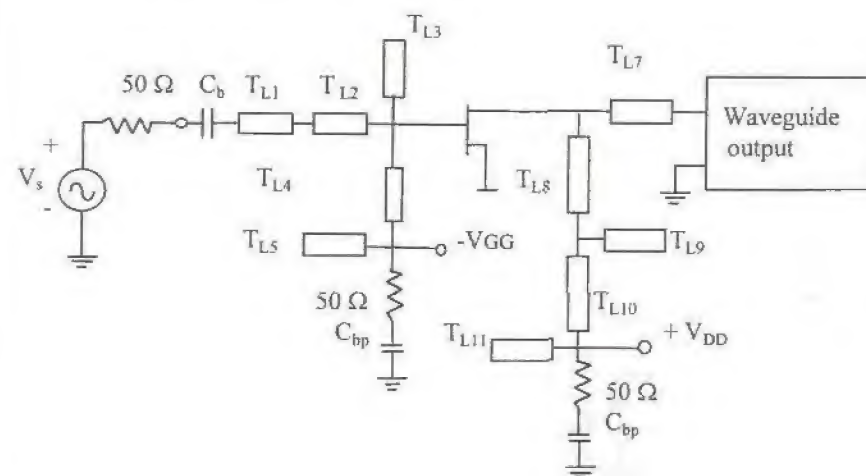 T_L3
50 Ω
C_b
T_L1
T_L2
T_L7
Waveguide
output
+
V_s
-
T_L4
T_L8
T_L5
-VGG
T_L9
50 Ω
C_bp
T_L10
T_L11
+ V_DD
50 Ω
C_bp